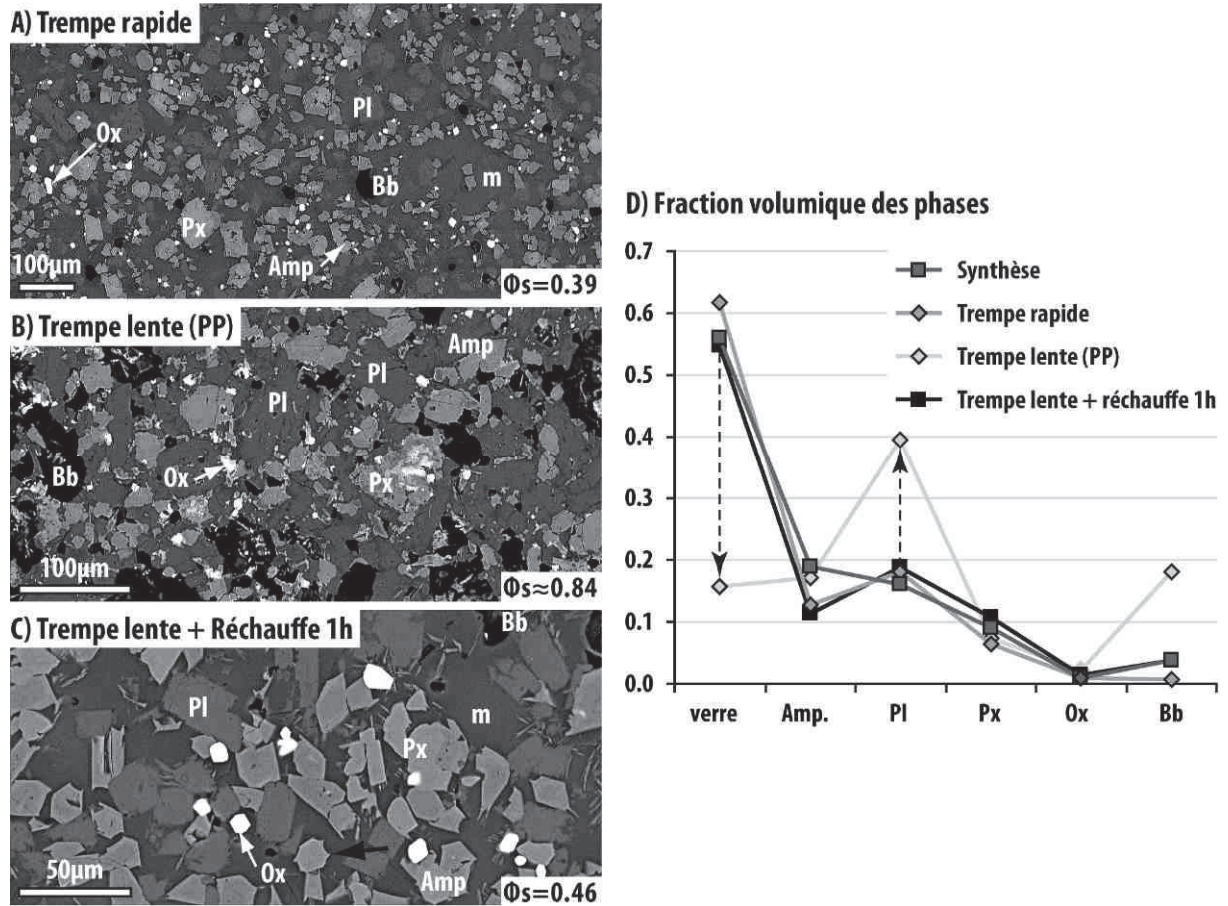 A) Trempe rapide
Ox
Pl
Bb
m
Px
Amp
100µm
Φs=0.39
B) Trempe lente (PP)
Amp
Pl
Pl
Bb
Ox
Px
100µm
Φs≈0.84
C) Trempe lente + Réchauffe 1h
Bb
Pl
m
Px
Ox
50µm
Amp
Φs=0.46
D) Fraction volumique des phases
0.7
0.6
0.5
0.4
0.3
0.2
0.1
0.0
Synthèse
Trempe rapide
Trempe lente (PP)
Trempe lente + réchauffe 1h
verre Amp. Pl Px Ox Bb